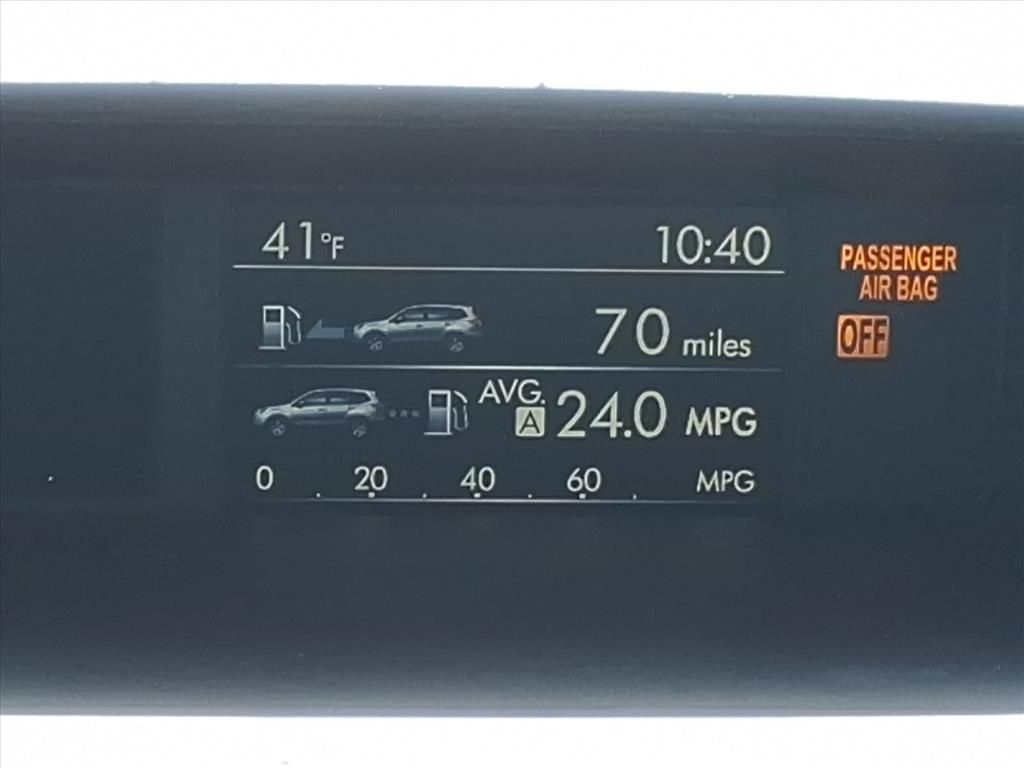 41°F 10:40
PASSENGER
AIR BAG
OFF
70 miles
AVG.
A 24.0 MPG
0 20 40 60 MPG